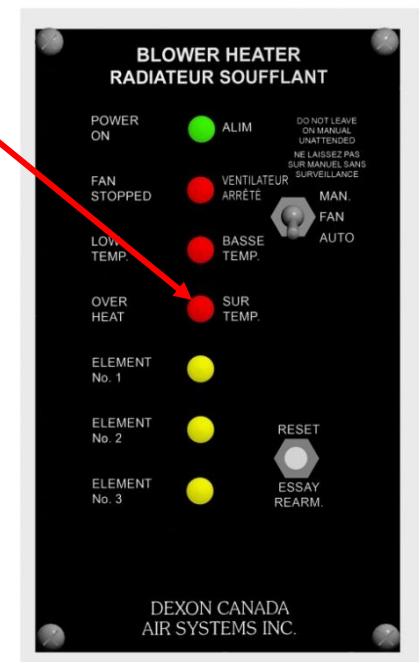 BLOWER HEATER
RADIATEUR SOUFFLANT
POWER
ON
ALIM
DO NOT LEAVE
ON MANUAL
UNATTENDED
NE LAISSEZ PAS
SUR MANUEL SANS
SURVEILLANCE
FAN
STOPPED
VENTILATEUR
ARRÊTÉ
MAN.
FAN
AUTO
LOW
TEMP.
BASSE
TEMP.
OVER
HEAT
SUR
TEMP.
ELEMENT
No. 1
ELEMENT
No. 2
ELEMENT
No. 3
RESET
ESSAY
REARM.
DEXON CANADA
AIR SYSTEMS INC.